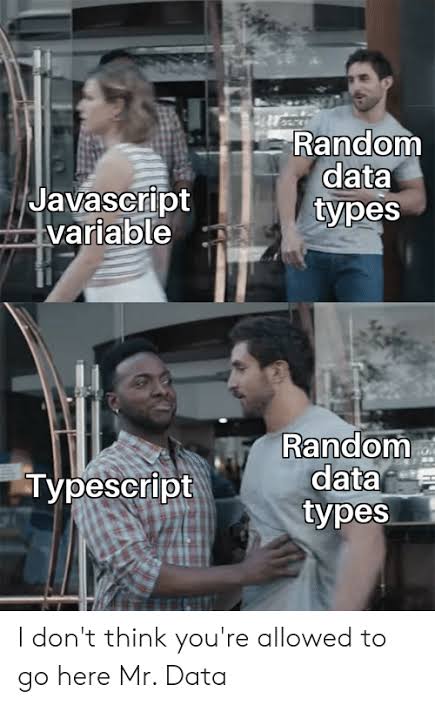 Random
data
types
Javascript
variable
Random
data
types
Typescript
I don't think you're allowed to
go here Mr. Data